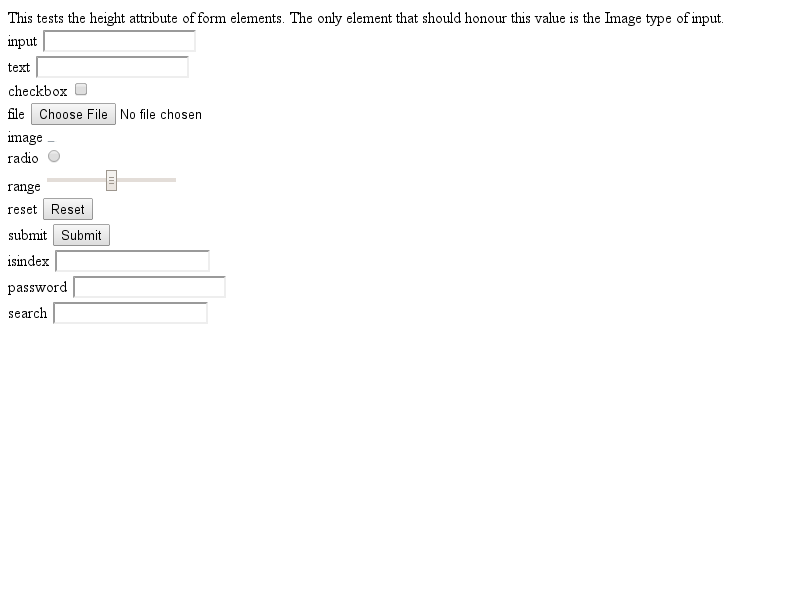 This tests the height attribute of form elements. The only element that should honour this value is the Image type of input.
input
text
checkbox
file Choose File No file chosen
image
radio
range
reset Reset
submit Submit
isindex
password
search